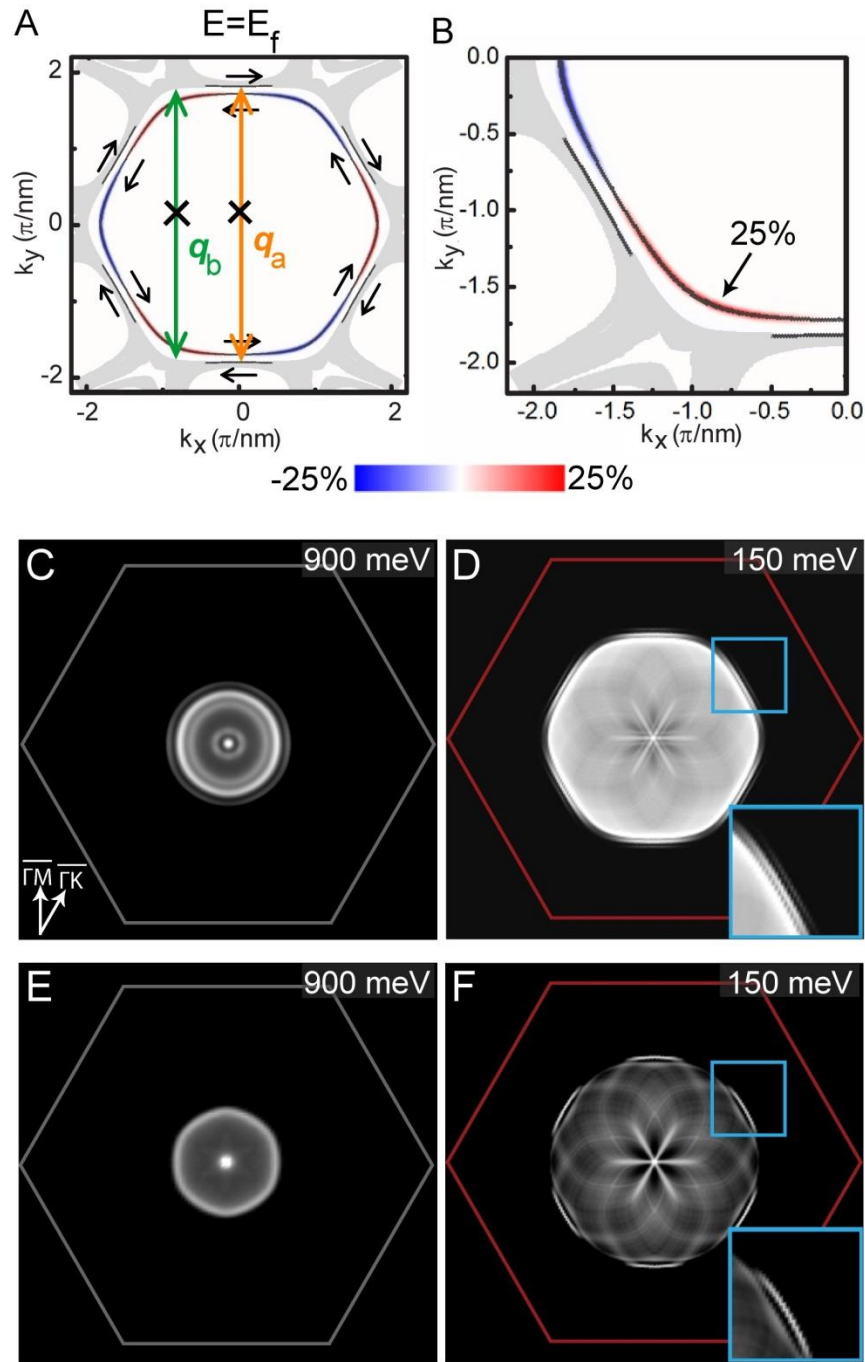 A
E=E_f
B
2
0
-2
k_y (π/nm)
-2
0
2
k_x (π/nm)
q_b
q_a
0.0
-0.5
-1.0
-1.5
-2.0
k_y (π/nm)
-2.0
-1.5
-1.0
-0.5
0.0
k_x (π/nm)
25%
-25%
25%
C
900 meV
ΓM
ΓK
D
150 meV
E
900 meV
F
150 meV